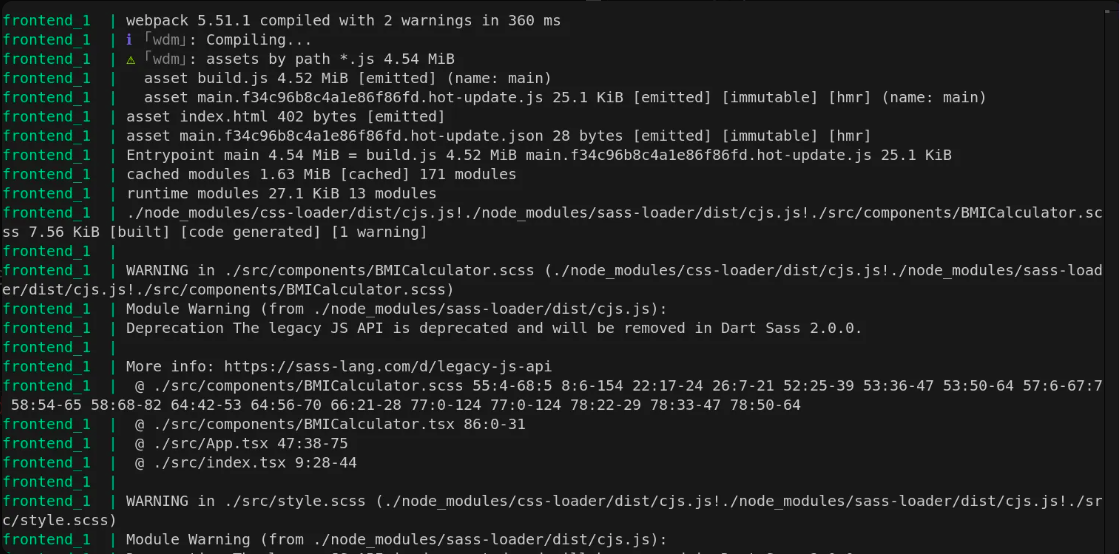 frontend_1  | webpack 5.51.1 compiled with 2 warnings in 360 ms
frontend_1  | ℹ ｢wdm｣: Compiling...
frontend_1  | ⚠ ｢wdm｣: assets by path *.js 4.54 MiB
frontend_1  |   asset build.js 4.52 MiB [emitted] (name: main)
frontend_1  |   asset main.f34c96b8c4a1e86f86fd.hot-update.js 25.1 KiB [emitted] [immutable] [hmr] (name: main)
frontend_1  | asset index.html 402 bytes [emitted]
frontend_1  | asset main.f34c96b8c4a1e86f86fd.hot-update.json 28 bytes [emitted] [immutable] [hmr]
frontend_1  | Entrypoint main 4.54 MiB = build.js 4.52 MiB main.f34c96b8c4a1e86f86fd.hot-update.js 25.1 KiB
frontend_1  | cached modules 1.63 MiB [cached] 171 modules
frontend_1  | runtime modules 27.1 KiB 13 modules
frontend_1  | ./node_modules/css-loader/dist/cjs.js!./node_modules/sass-loader/dist/cjs.js!./src/components/BMICalculator.sc
ss 7.56 KiB [built] [code generated] [1 warning]
frontend_1  |
frontend_1  | WARNING in ./src/components/BMICalculator.scss (./node_modules/css-loader/dist/cjs.js!./node_modules/sass-load
er/dist/cjs.js!./src/components/BMICalculator.scss)
frontend_1  | Module Warning (from ./node_modules/sass-loader/dist/cjs.js):
frontend_1  | Deprecation The legacy JS API is deprecated and will be removed in Dart Sass 2.0.0.
frontend_1  |
frontend_1  | More info: https://sass-lang.com/d/legacy-js-api
frontend_1  |  @ ./src/components/BMICalculator.scss 55:4-68:5 8:6-154 22:17-24 26:7-21 52:25-39 53:36-47 53:50-64 57:6-67:7
 58:54-65 58:68-82 64:42-53 64:56-70 66:21-28 77:0-124 77:0-124 78:22-29 78:33-47 78:50-64
frontend_1  |  @ ./src/components/BMICalculator.tsx 86:0-31
frontend_1  |  @ ./src/App.tsx 47:38-75
frontend_1  |  @ ./src/index.tsx 9:28-44
frontend_1  |
frontend_1  | WARNING in ./src/style.scss (./node_modules/css-loader/dist/cjs.js!./node_modules/sass-loader/dist/cjs.js!./sr
c/style.scss)
frontend_1  | Module Warning (from ./node_modules/sass-loader/dist/cjs.js):